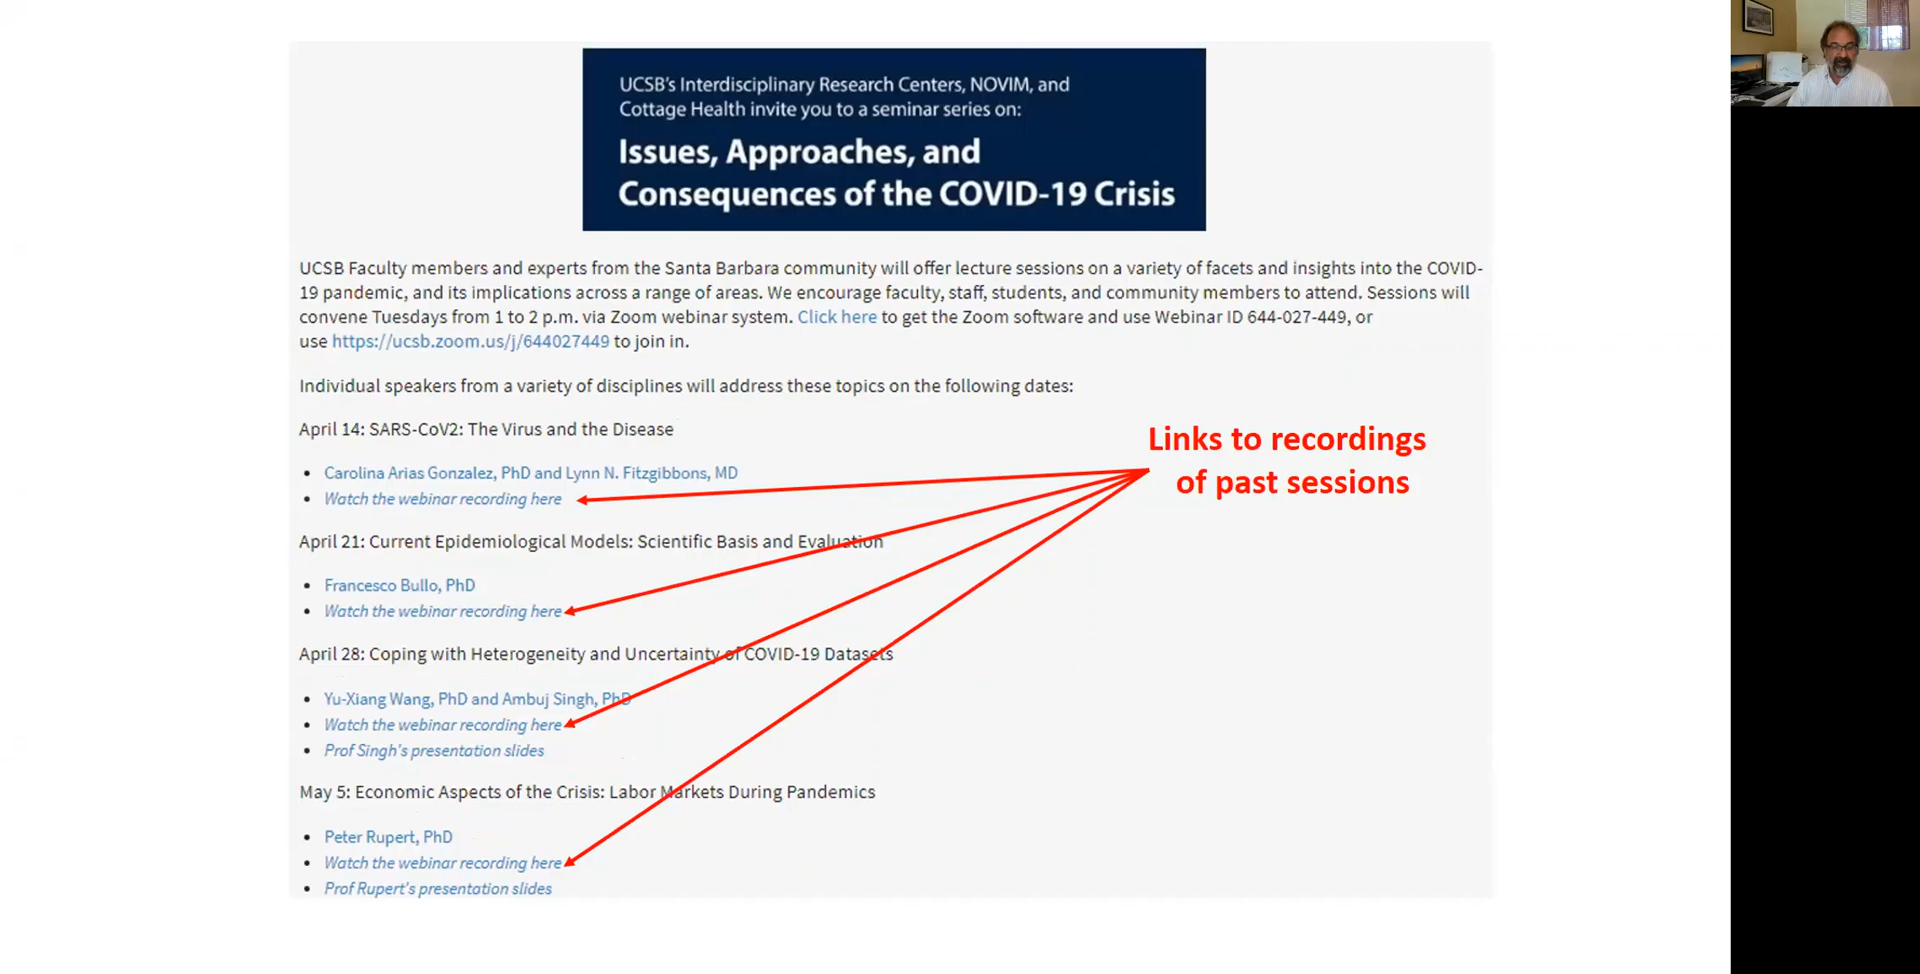 UCSB's Interdisciplinary Research Centers, NOVIM, and
Cottage Health invite you to a seminar series on:
Issues, Approaches, and
Consequences of the COVID-19 Crisis
UCSB Faculty members and experts from the Santa Barbara community will offer lecture sessions on a variety of facets and insights into the COVID-
19 pandemic, and its implications across a range of areas. We encourage faculty, staff, students, and community members to attend. Sessions will
convene Tuesdays from 1 to 2 p.m. via Zoom webinar system. Click here to get the Zoom software and use Webinar ID 644-027-449, or
use https://ucsb.zoom.us/j/644027449 to join in.
Individual speakers from a variety of disciplines will address these topics on the following dates:
April 14: SARS-CoV2: The Virus and the Disease
• Carolina Arias Gonzalez, PhD and Lynn N. Fitzgibbons, MD
• Watch the webinar recording here
April 21: Current Epidemiological Models: Scientific Basis and Evaluation
• Francesco Bullo, PhD
• Watch the webinar recording here
April 28: Coping with Heterogeneity and Uncertainty of COVID-19 Datasets
• Yu-Xiang Wang, PhD and Ambuj Singh, PhD
• Watch the webinar recording here
• Prof Singh's presentation slides
May 5: Economic Aspects of the Crisis: Labor Markets During Pandemics
• Peter Rupert, PhD
• Watch the webinar recording here
• Prof Rupert's presentation slides
Links to recordings
of past sessions